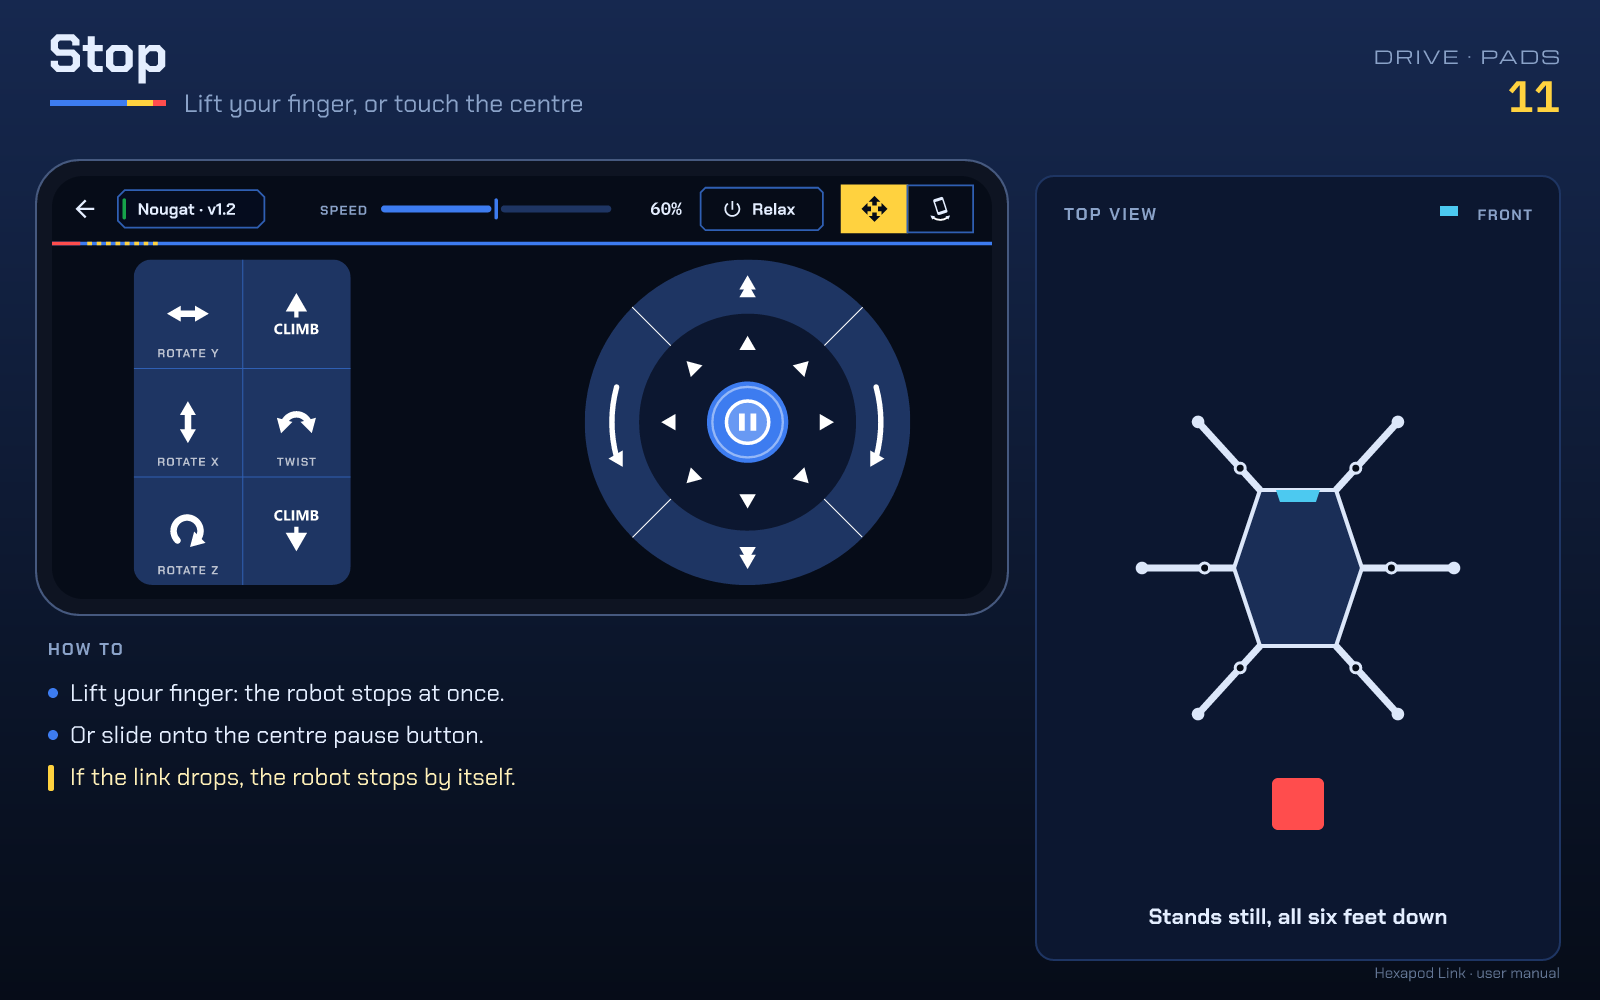 Stop
Lift your finger, or touch the centre
DRIVE · PADS
11
Nougat · v1.2
SPEED
60%
Relax
ROTATE Y
CLIMB
ROTATE X
TWIST
ROTATE Z
CLIMB
TOP VIEW
FRONT
Stands still, all six feet down
HOW TO
Lift your finger: the robot stops at once.
Or slide onto the centre pause button.
If the link drops, the robot stops by itself.
Hexapod Link · user manual